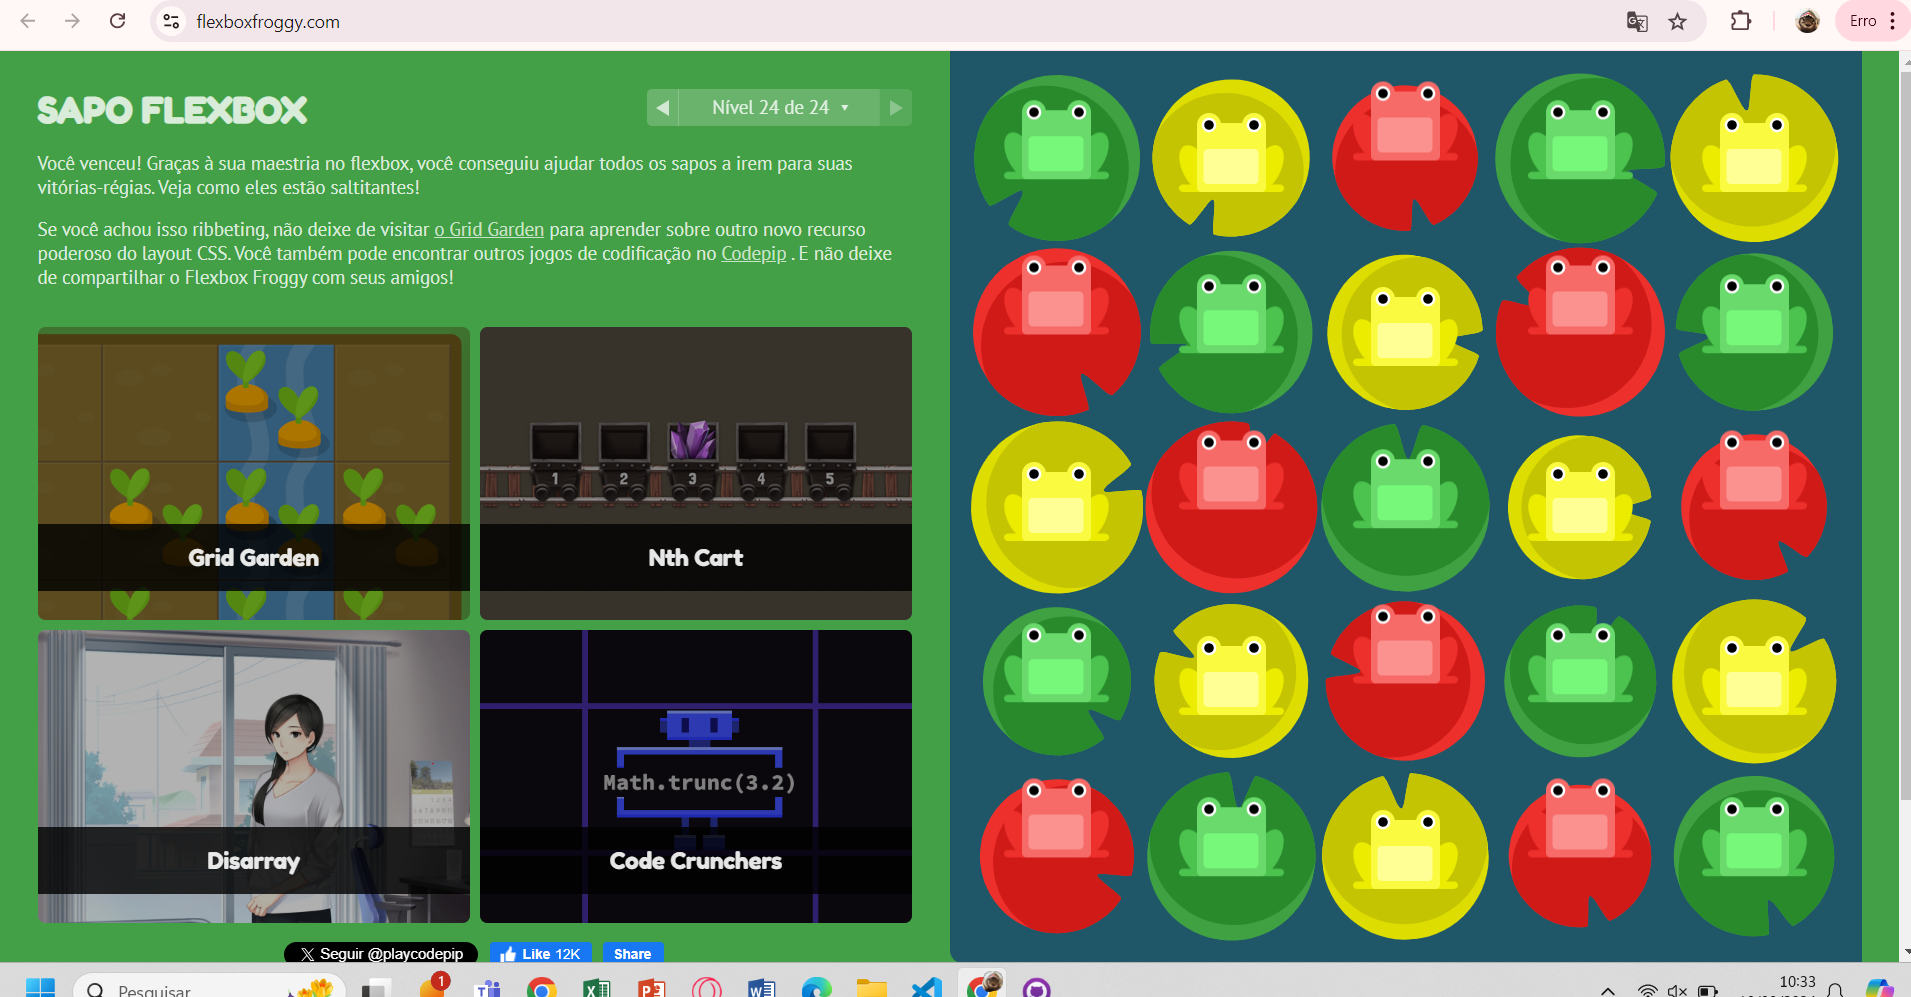 flexboxfroggy.com
Erro
SAPO FLEXBOX
Nível 24 de 24
Você venceu! Graças à sua maestria no flexbox, você conseguiu ajudar todos os sapos a irem para suas
vitórias-régias. Veja como eles estão saltitantes!
Se você achou isso ribbeting, não deixe de visitar o Grid Garden para aprender sobre outro novo recurso
poderoso do layout CSS. Você também pode encontrar outros jogos de codificação no Codepip . E não deixe
de compartilhar o Flexbox Froggy com seus amigos!
1 2 3 4 5
Grid Garden
Nth Cart
Math.trunc(3.2)
Disarray
Code Crunchers
Seguir @playcodepip
Like 12K
Share
Pesquisar
1
10:33